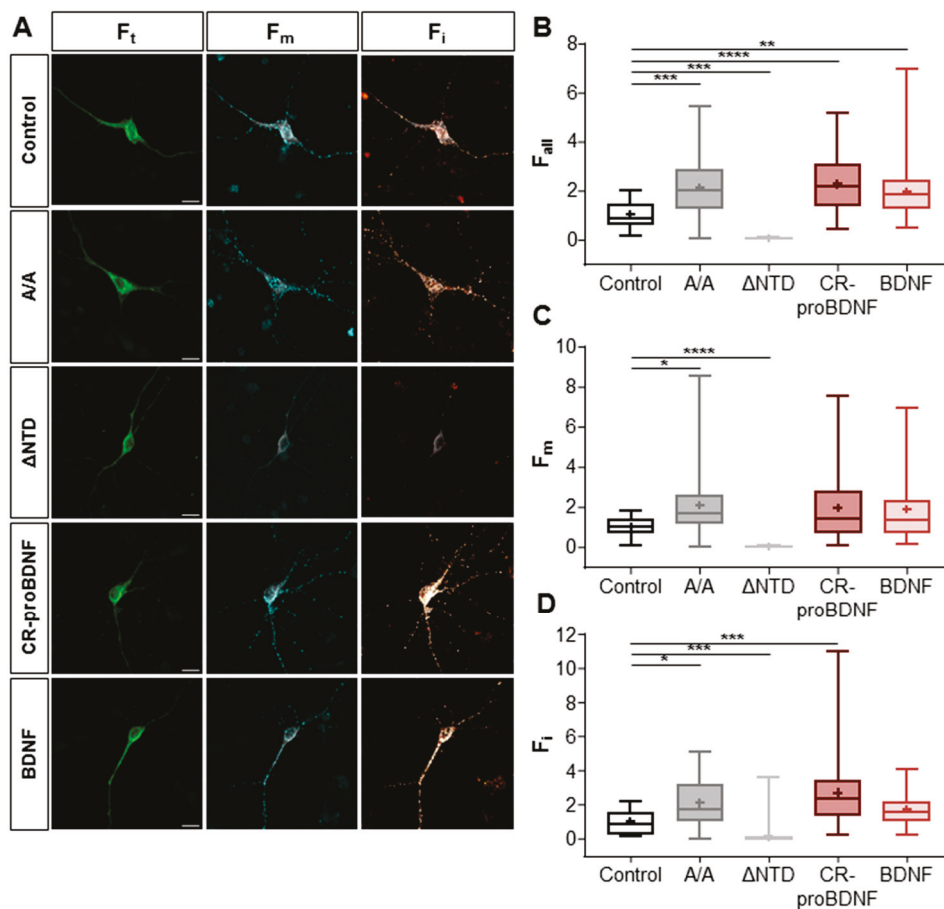 A
Ft Fm Fi
Control
A/A
ΔNTD
CR-proBDNF
BDNF
B
8
6
4
2
0
Fall
**
****
***
***
Control A/A ΔNTD CR- BDNF
proBDNF
C
10
8
6
4
2
0
Fm
****
*
Control A/A ΔNTD CR- BDNF
proBDNF
D
12
10
8
6
4
2
0
Fi
***
***
*
Control A/A ΔNTD CR- BDNF
proBDNF